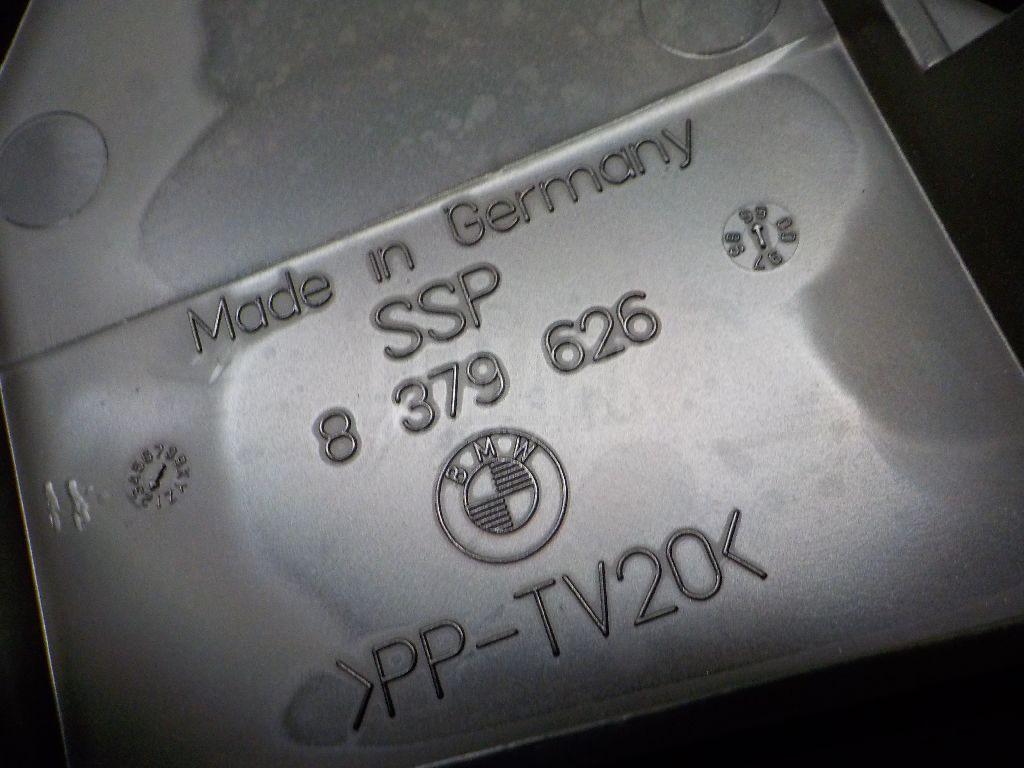 Made in Germany
SSP
8 379 626
BMW
>PP-TV20<